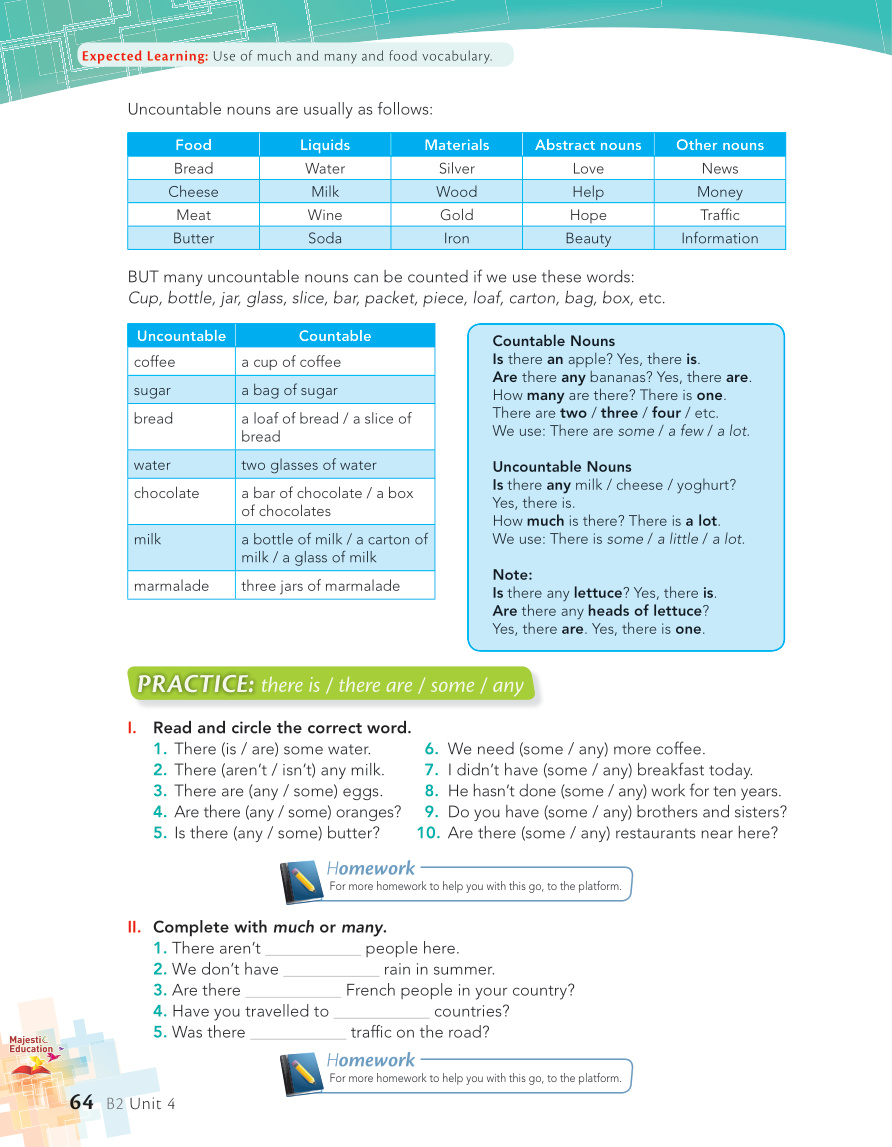 Expected Learning: Use of much and many and food vocabulary.
Uncountable nouns are usually as follows:
Food Liquids Materials Abstract nouns Other nouns
Bread Water Silver Love News
Cheese Milk Wood Help Money
Meat Wine Gold Hope Traffic
Butter Soda Iron Beauty Information
BUT many uncountable nouns can be counted if we use these words:
Cup, bottle, jar, glass, slice, bar, packet, piece, loaf, carton, bag, box, etc.
Uncountable Countable
coffee a cup of coffee
sugar a bag of sugar
bread a loaf of bread / a slice of
bread
water two glasses of water
chocolate a bar of chocolate / a box
of chocolates
milk a bottle of milk / a carton of
milk / a glass of milk
marmalade three jars of marmalade
Countable Nouns
Is there an apple? Yes, there is.
Are there any bananas? Yes, there are.
How many are there? There is one.
There are two / three / four / etc.
We use: There are some / a few / a lot.
Uncountable Nouns
Is there any milk / cheese / yoghurt?
Yes, there is.
How much is there? There is a lot.
We use: There is some / a little / a lot.
Note:
Is there any lettuce? Yes, there is.
Are there any heads of lettuce?
Yes, there are. Yes, there is one.
PRACTICE: there is / there are / some / any
I. Read and circle the correct word.
1. There (is / are) some water.
2. There (aren't / isn't) any milk.
3. There are (any / some) eggs.
4. Are there (any / some) oranges?
5. Is there (any / some) butter?
6. We need (some / any) more coffee.
7. I didn't have (some / any) breakfast today.
8. He hasn't done (some / any) work for ten years.
9. Do you have (some / any) brothers and sisters?
10. Are there (some / any) restaurants near here?
Homework
For more homework to help you with this go, to the platform.
II. Complete with much or many.
1. There aren't ____________ people here.
2. We don't have ____________ rain in summer.
3. Are there ____________ French people in your country?
4. Have you travelled to ____________ countries?
5. Was there ____________ traffic on the road?
Homework
For more homework to help you with this go, to the platform.
Majestic
Education
64 B2 Unit 4